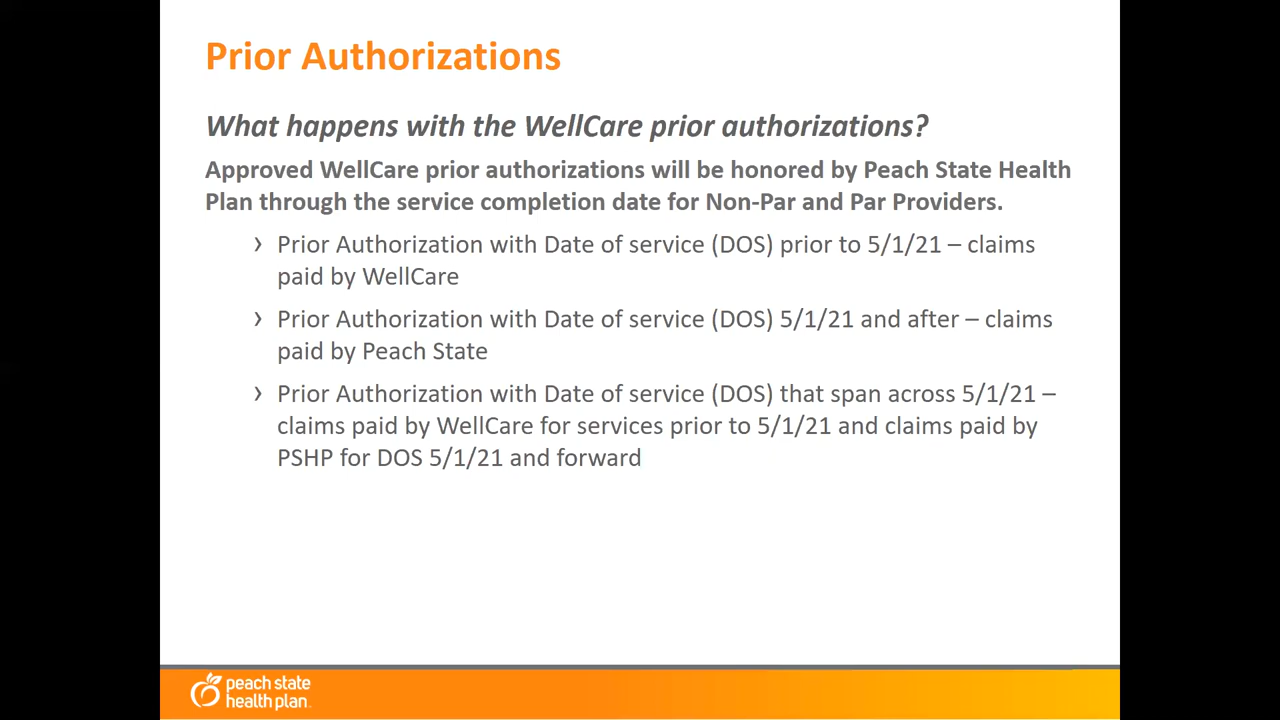 Prior Authorizations
What happens with the WellCare prior authorizations?
Approved WellCare prior authorizations will be honored by Peach State Health
Plan through the service completion date for Non-Par and Par Providers.
› Prior Authorization with Date of service (DOS) prior to 5/1/21 – claims
paid by WellCare
› Prior Authorization with Date of service (DOS) 5/1/21 and after – claims
paid by Peach State
› Prior Authorization with Date of service (DOS) that span across 5/1/21 –
claims paid by WellCare for services prior to 5/1/21 and claims paid by
PSHP for DOS 5/1/21 and forward
peach state
health plan.